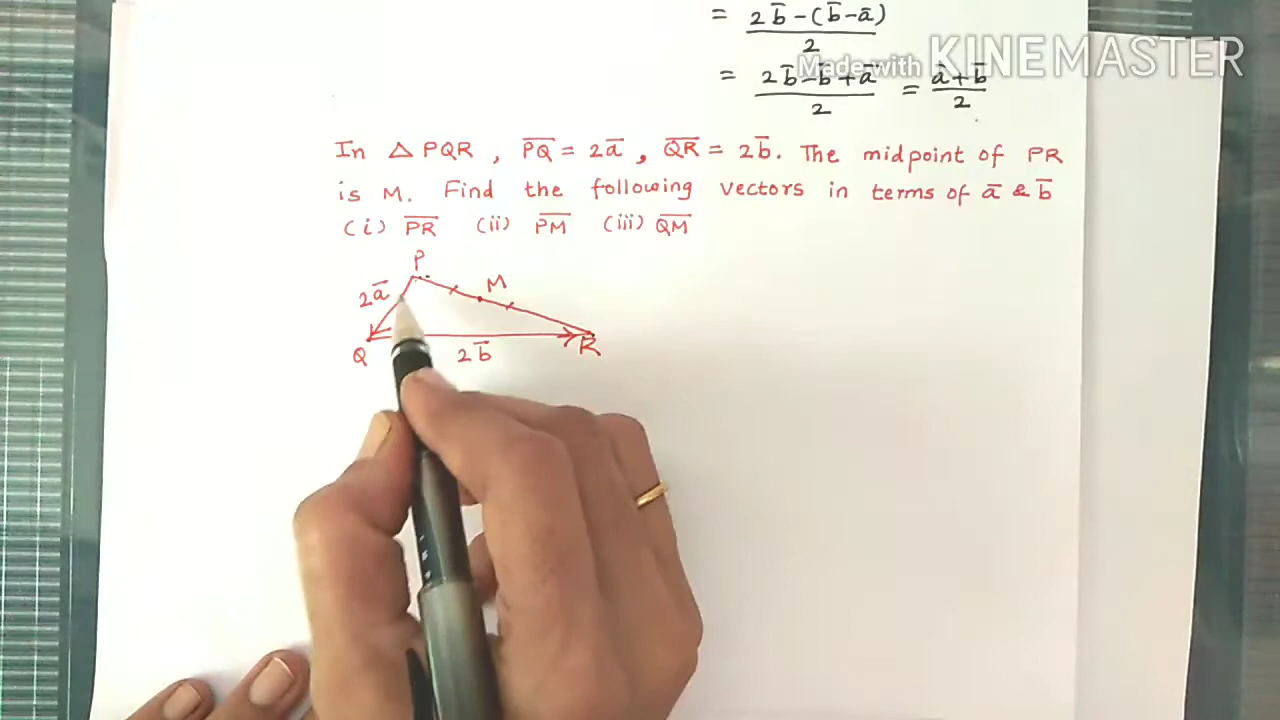 = 2b̄ - (b̄ - ā)
2
Made with KINEMASTER
= 2b̄ - b̄ + ā = ā + b̄
2 2
In △ PQR , P̅Q̅ = 2ā , Q̅R̅ = 2b̄. The midpoint of PR
is M. Find the following vectors in terms of ā & b̄
(i) P̅R̅ (ii) P̅M̅ (iii) Q̅M̅
P
2ā M
Q 2b̄ R